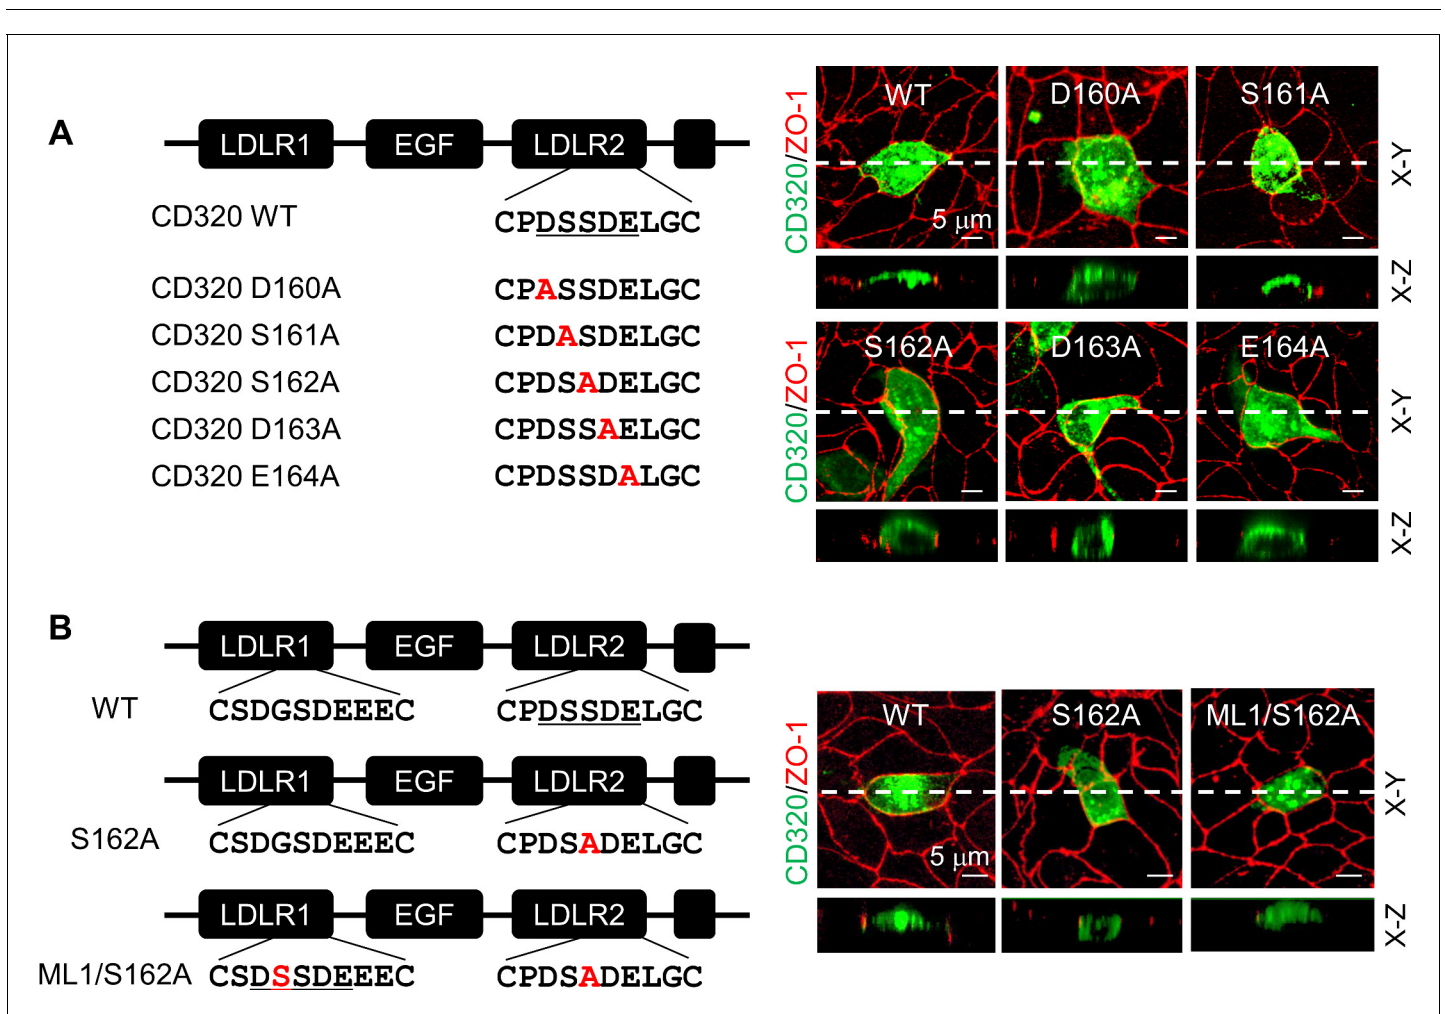 A
LDLR1 EGF LDLR2
CD320 WT CPDSSDELGC
CD320 D160A CPASSDELGC
CD320 S161A CPDASDELGC
CD320 S162A CPDSADELGC
CD320 D163A CPDSSAELGC
CD320 E164A CPDSSDALGC
CD320/ZO-1
WT D160A S161A
5 μm
X-Y
X-Z
CD320/ZO-1
S162A D163A E164A
X-Y
X-Z
B
LDLR1 EGF LDLR2
WT CSDGSDEEEC CPDSSDELGC
LDLR1 EGF LDLR2
S162A CSDGSDEEEC CPDSADELGC
LDLR1 EGF LDLR2
ML1/S162A CSDSSDEEEC CPDSADELGC
CD320/ZO-1
WT S162A ML1/S162A
5 μm
X-Y
X-Z